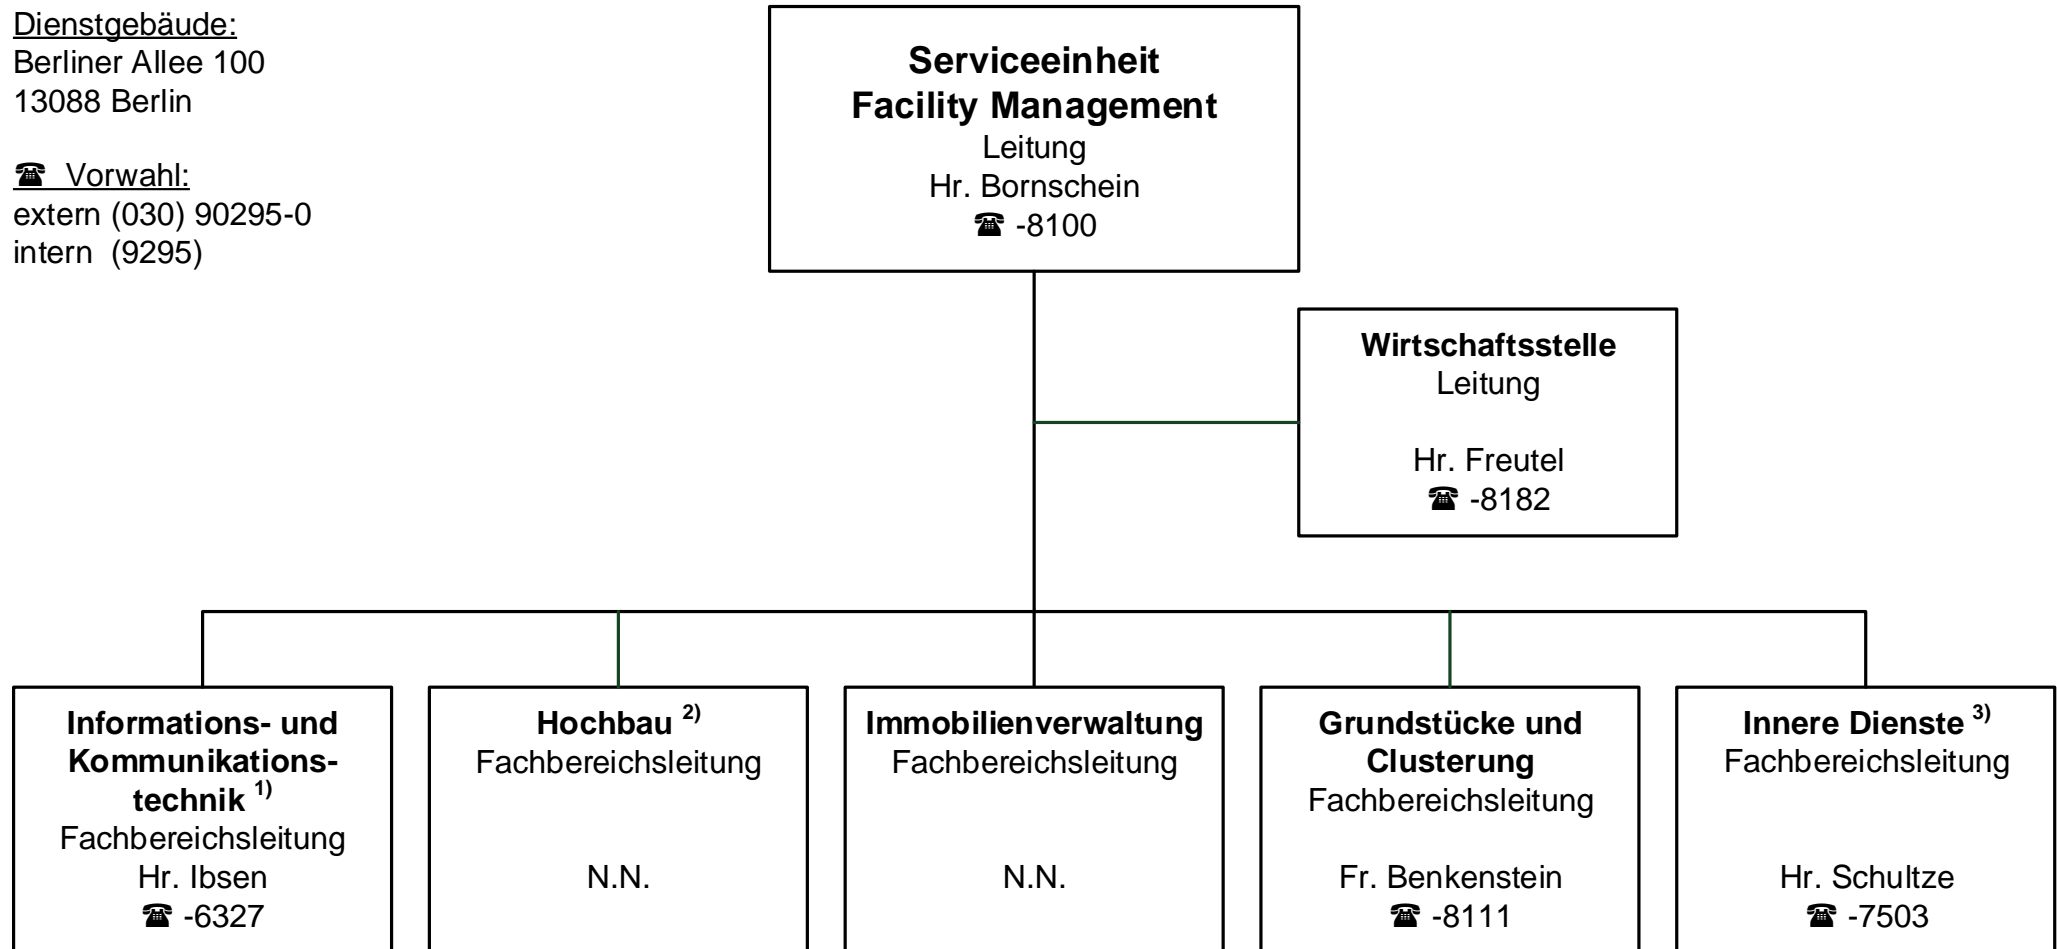 Dienstgebäude:
Berliner Allee 100
13088 Berlin
☎ Vorwahl:
extern (030) 90295-0
intern (9295)
Serviceeinheit
Facility Management
Leitung
Hr. Bornschein
☎ -8100
Wirtschaftsstelle
Leitung
Hr. Freutel
☎ -8182
Informations- und
Kommunikations-
technik 1)
Fachbereichsleitung
Hr. Ibsen
☎ -6327
Hochbau 2)
Fachbereichsleitung
N.N.
Immobilienverwaltung
Fachbereichsleitung
N.N.
Grundstücke und
Clusterung
Fachbereichsleitung
Fr. Benkenstein
☎ -8111
Innere Dienste 3)
Fachbereichsleitung
Hr. Schultze
☎ -7503